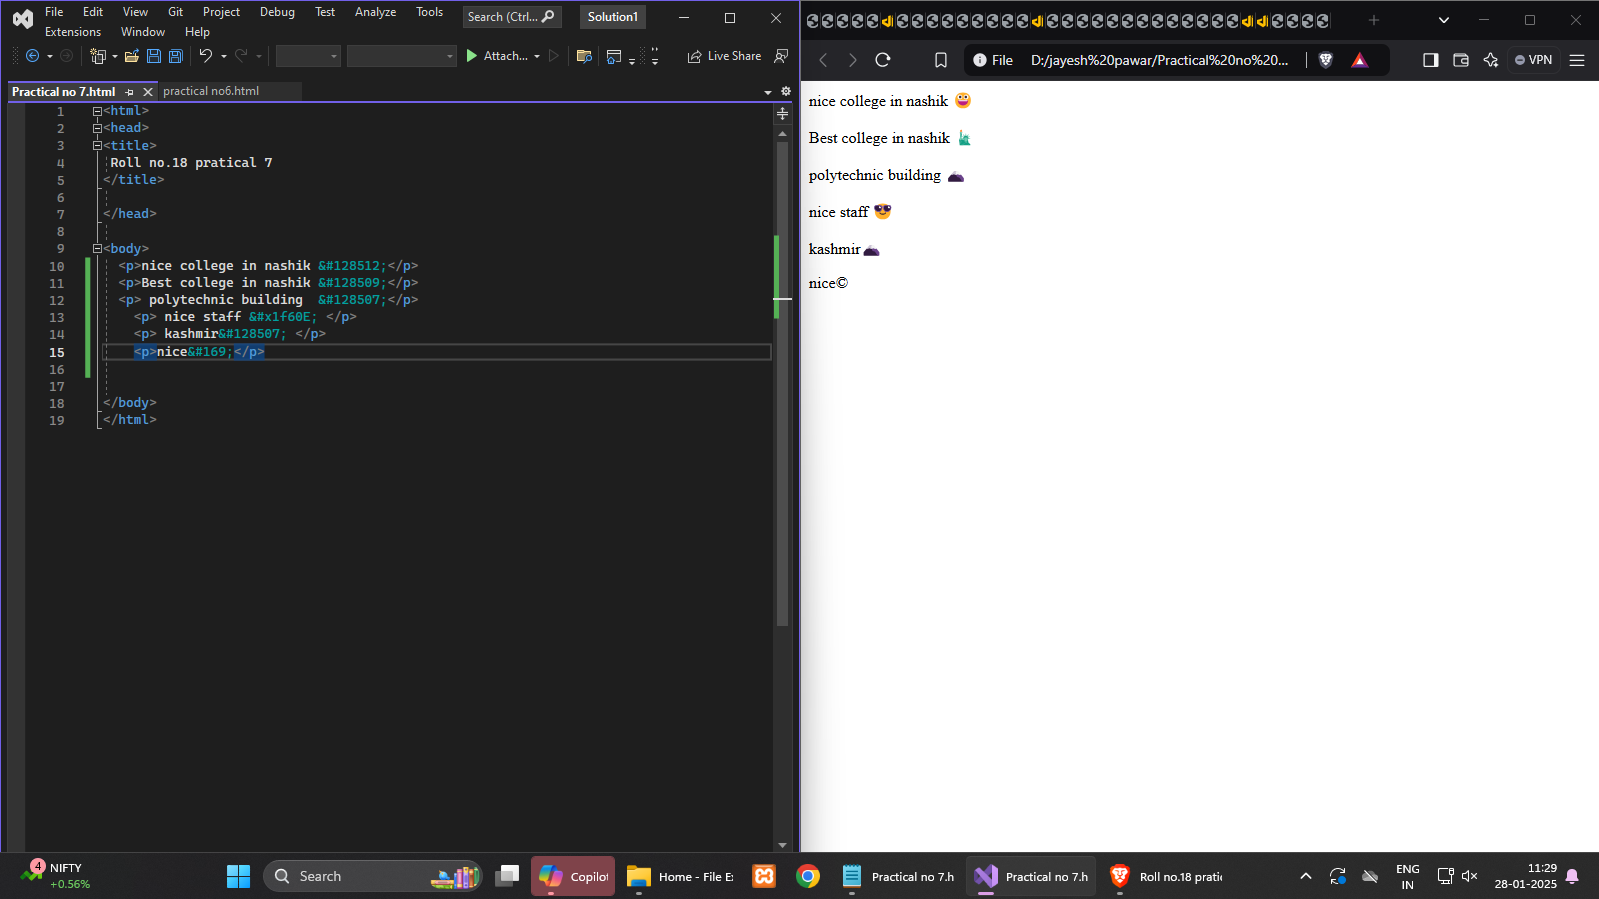 File Edit View Git Project Debug Test Analyze Tools Search (Ctrl... Solution1
Extensions Window Help
Attach... Live Share
Practical no 7.html practical no6.html
1 <html>
2 <head>
3 <title>
4 Roll no.18 pratical 7
5 </title>
6
7 </head>
8
9 <body>
10 <p>nice college in nashik &#128512;</p>
11 <p>Best college in nashik &#128509;</p>
12 <p> polytechnic building  &#128507;</p>
13 <p> nice staff &#x1f60E; </p>
14 <p> kashmir&#128507; </p>
15 <p>nice&#169;</p>
16
17
18 </body>
19 </html>
File D:/jayesh%20pawar/Practical%20no%20... VPN
nice college in nashik 😀
Best college in nashik 🗽
polytechnic building 🗻
nice staff 😎
kashmir🗻
nice©
4 NIFTY
+0.56%
Search
Copilot
Home - File Ex
Practical no 7.h
Practical no 7.h
Roll no.18 pratic
ENG
IN
11:29
28-01-2025